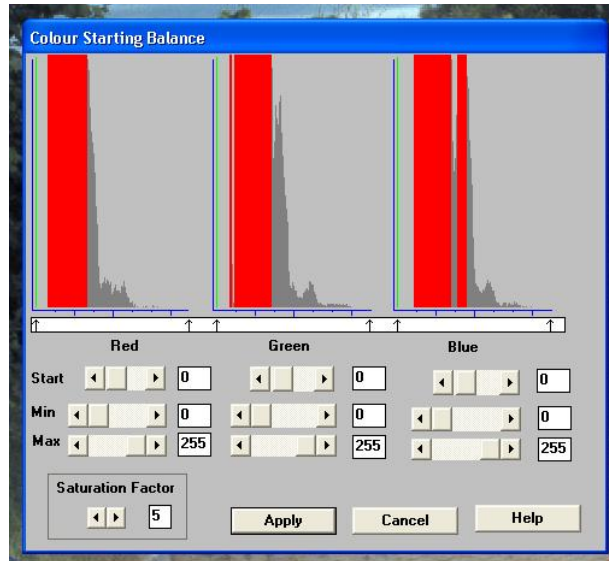 Colour Starting Balance
Red Green Blue
Start 0 0 0
Min 0 0 0
Max 255 255 255
Saturation Factor
5 Apply Cancel Help